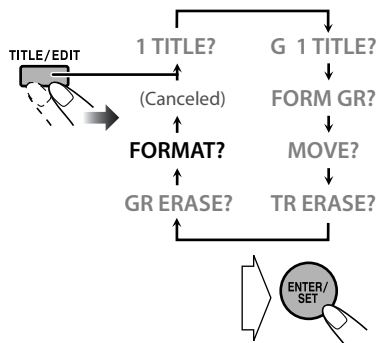 TITLE/EDIT
1 TITLE?
G 1 TITLE?
(Canceled)
FORM GR?
FORMAT?
MOVE?
GR ERASE?
TR ERASE?
ENTER/
SET